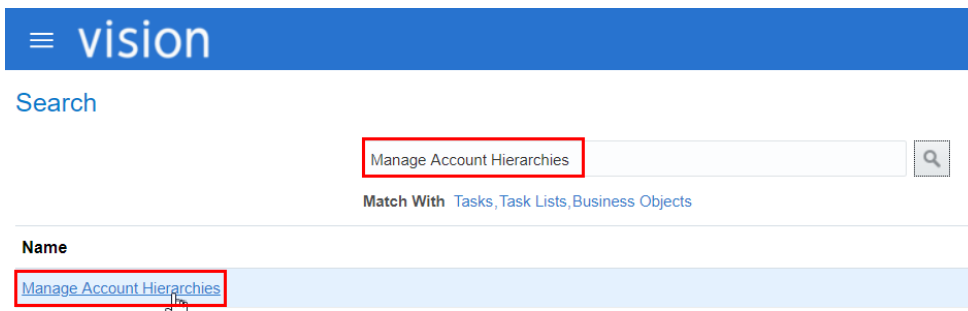 vision
Search
Manage Account Hierarchies
Match With Tasks,Task Lists,Business Objects
Name
Manage Account Hierarchies